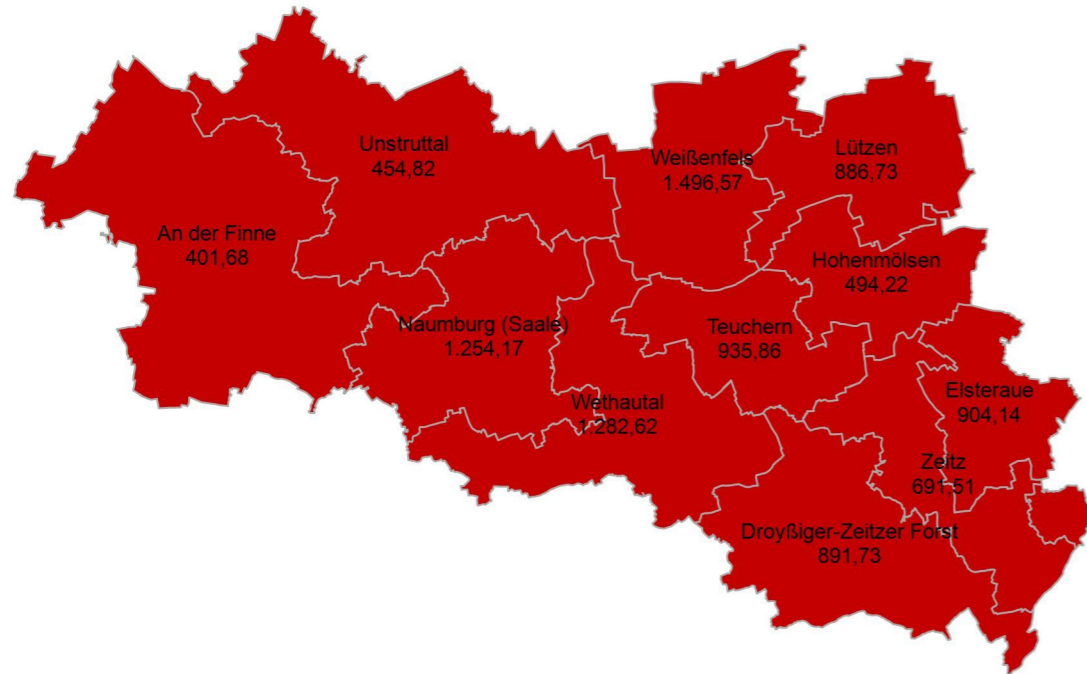 Unstruttal
454,82
Weißenfels
1.496,57
Lützen
886,73
An der Finne
401,68
Hohenmölsen
494,22
Naumburg (Saale)
1.254,17
Teuchern
935,86
Wethautal
1.282,62
Elsteraue
904,14
Zeitz
691,51
Droyßiger-Zeitzer Forst
891,73